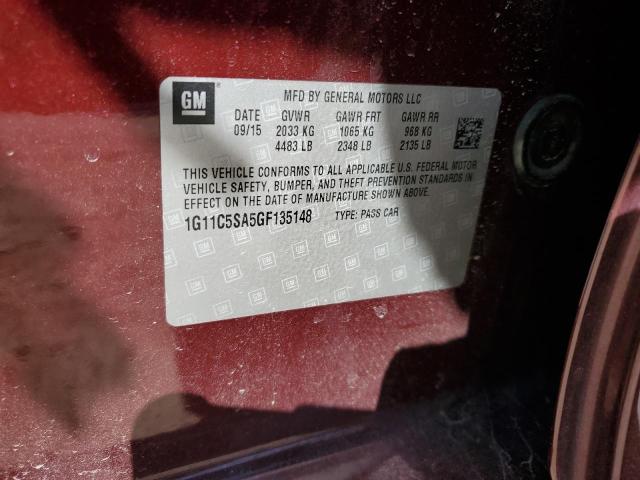 GM
MFD BY GENERAL MOTORS LLC
DATE GVWR GAWR FRT GAWR RR
09/15 2033 KG 1065 KG 968 KG
4483 LB 2348 LB 2135 LB
THIS VEHICLE CONFORMS TO ALL APPLICABLE U.S. FEDERAL MOTOR
VEHICLE SAFETY, BUMPER, AND THEFT PREVENTION STANDARDS IN
EFFECT ON THE DATE OF MANUFACTURE SHOWN ABOVE.
1G11C5SA5GF135148 TYPE: PASS CAR